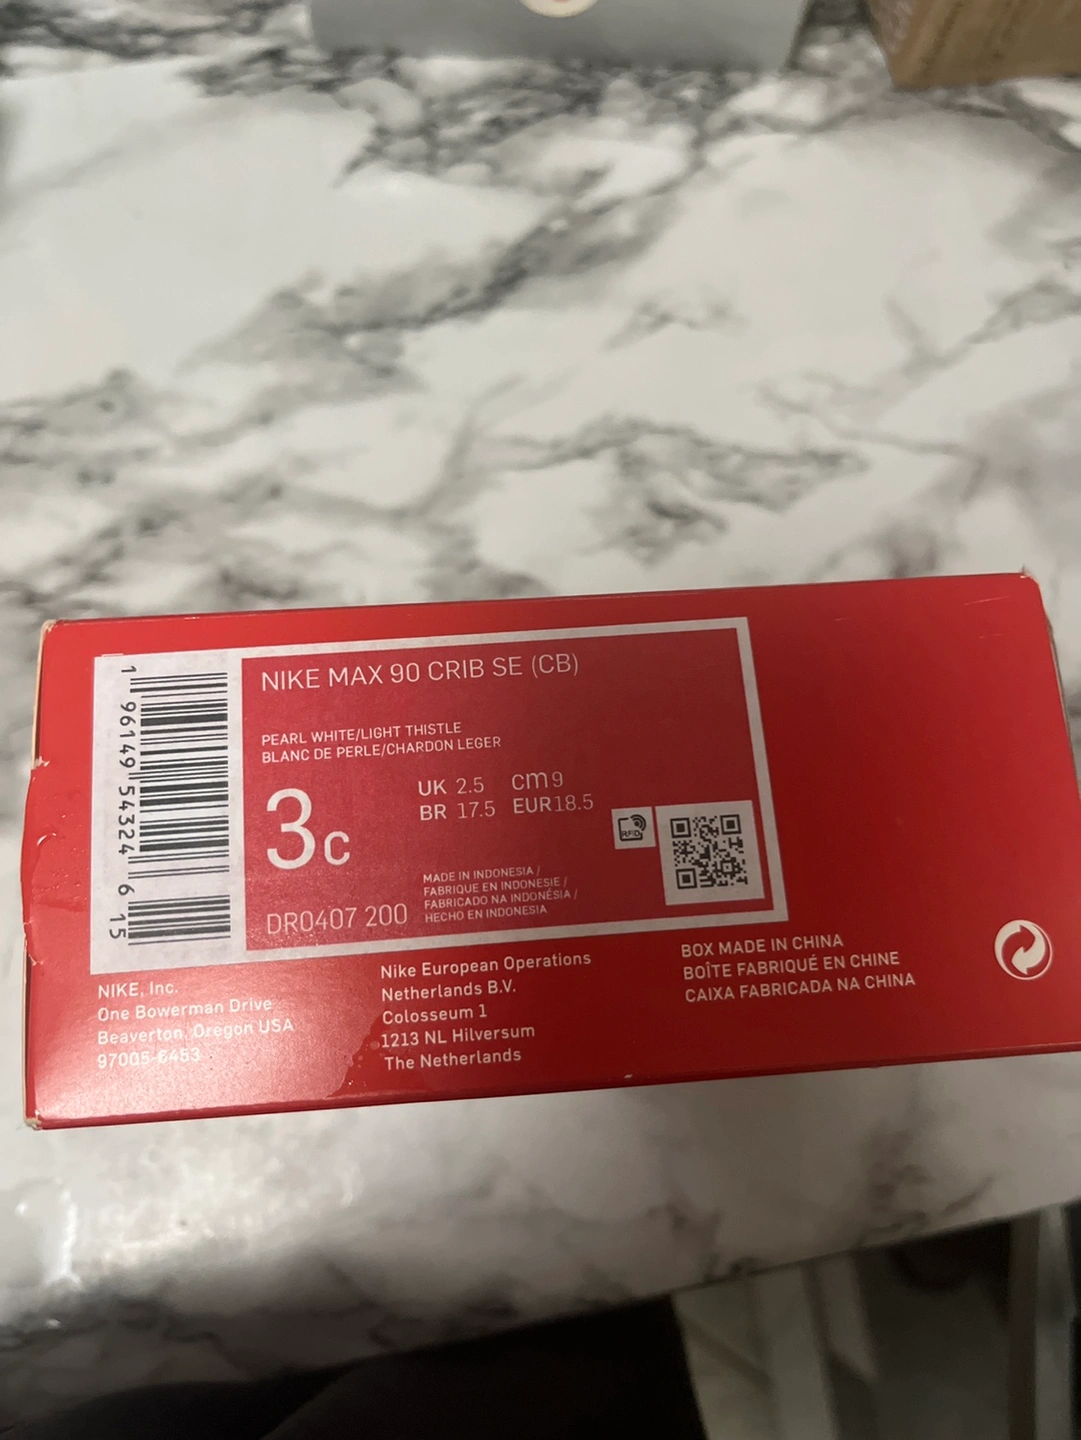 NIKE MAX 90 CRIB SE (CB)
PEARL WHITE/LIGHT THISTLE
BLANC DE PERLE/CHARDON LEGER
3C
UK 2.5 CM 9
BR 17.5 EUR 18.5
RFID
MADE IN INDONESIA /
FABRIQUE EN INDONESIE /
FABRICADO NA INDONÉSIA /
HECHO EN INDONESIA
DR0407 200
1 96149 54324 6 15
NIKE, Inc.
One Bowerman Drive
Beaverton, Oregon USA
97005-6453
Nike European Operations
Netherlands B.V.
Colosseum 1
1213 NL Hilversum
The Netherlands
BOX MADE IN CHINA
BOÎTE FABRIQUÉ EN CHINE
CAIXA FABRICADA NA CHINA